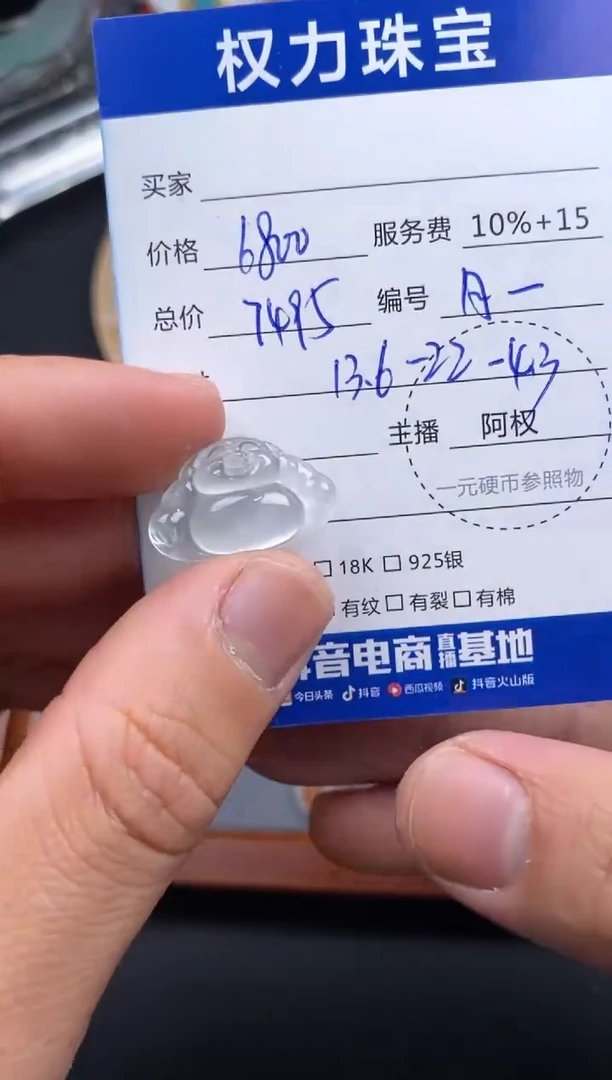 权力珠宝
买家
价格 6800 服务费 10%+15
总价 7495 编号 A一
13.6-22-4.3
主播 阿权
一元硬币参照物
18K 925银
有纹 有裂 有棉
音电商直播基地
今日头条 抖音 西瓜视频 抖音火山版